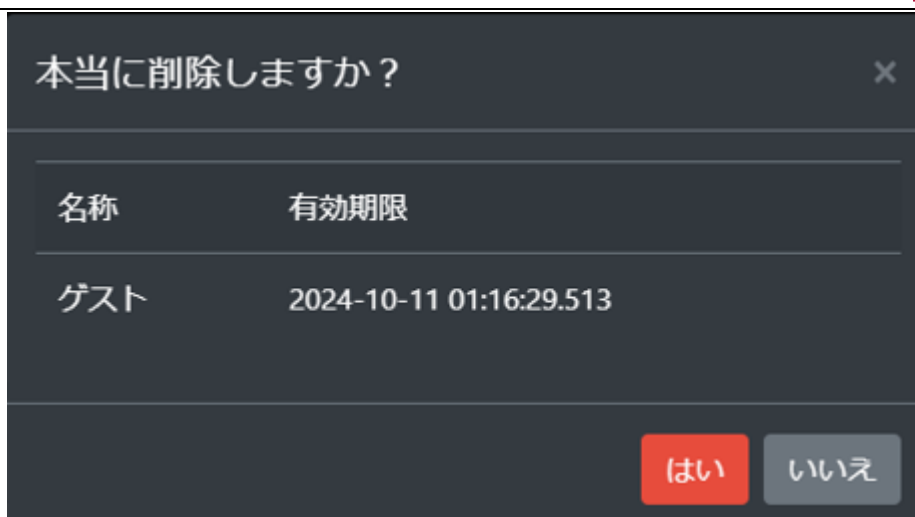 本当に削除しますか？ ×
名称 有効期限
ゲスト 2024-10-11 01:16:29.513
はい いいえ